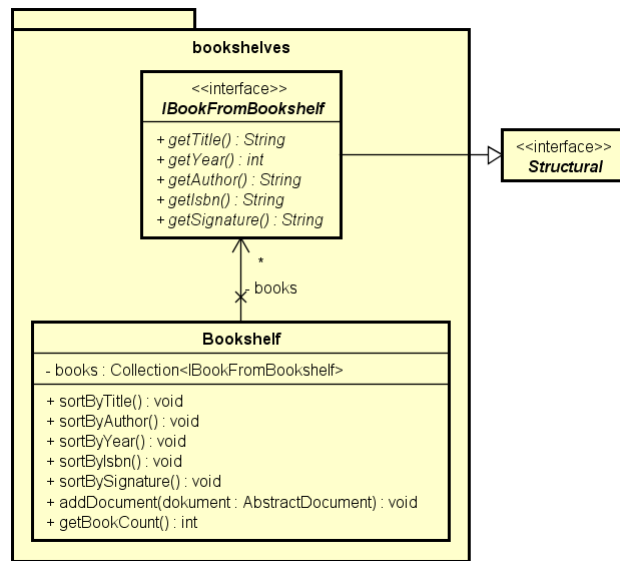 bookshelves
<<interface>>
IBookFromBookshelf
+ getTitle() : String
+ getYear() : int
+ getAuthor() : String
+ getIsbn() : String
+ getSignature() : String
<<interface>>
Structural
*
- books
Bookshelf
- books : Collection<IBookFromBookshelf>
+ sortByTitle() : void
+ sortByAuthor() : void
+ sortByYear() : void
+ sortByIsbn() : void
+ sortBySignature() : void
+ addDocument(dokument : AbstractDocument) : void
+ getBookCount() : int